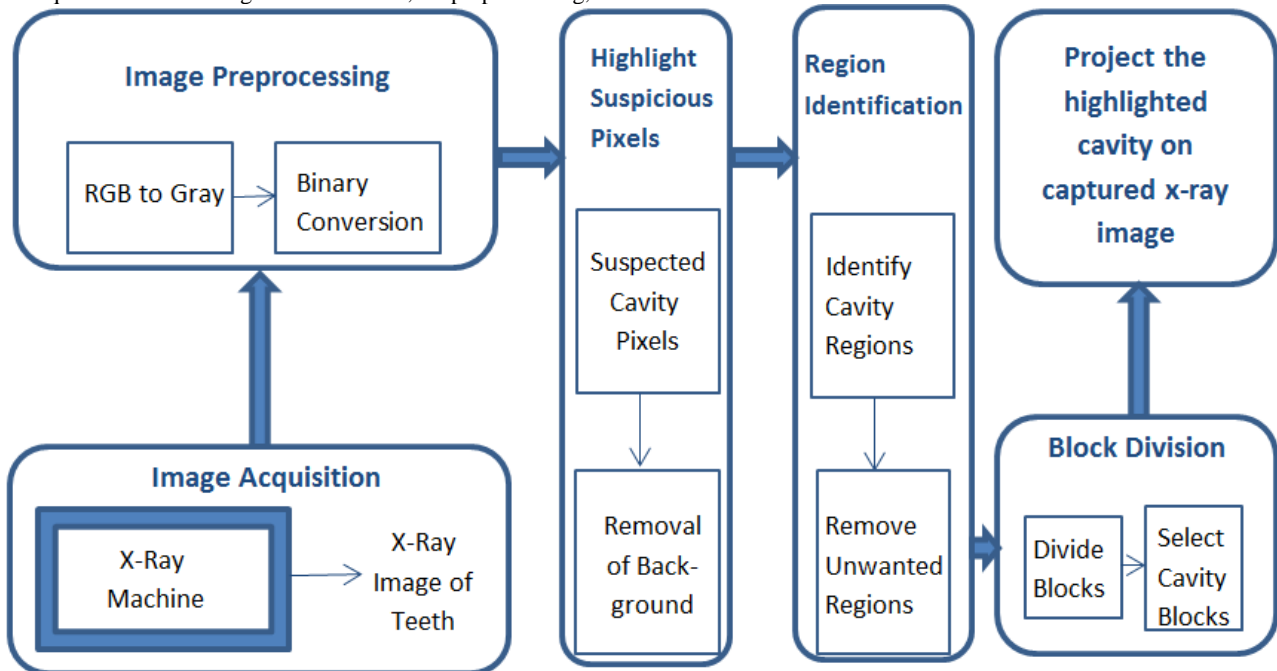 Image Preprocessing
RGB to Gray
Binary
Conversion
Highlight
Suspicious
Pixels
Suspected
Cavity
Pixels
Removal
of Back-
ground
Region
Identification
Identify
Cavity
Regions
Remove
Unwanted
Regions
Project the
highlighted
cavity on
captured x-ray
image
Image Acquisition
X-Ray
Machine
X-Ray
Image of
Teeth
Block Division
Divide
Blocks
Select
Cavity
Blocks